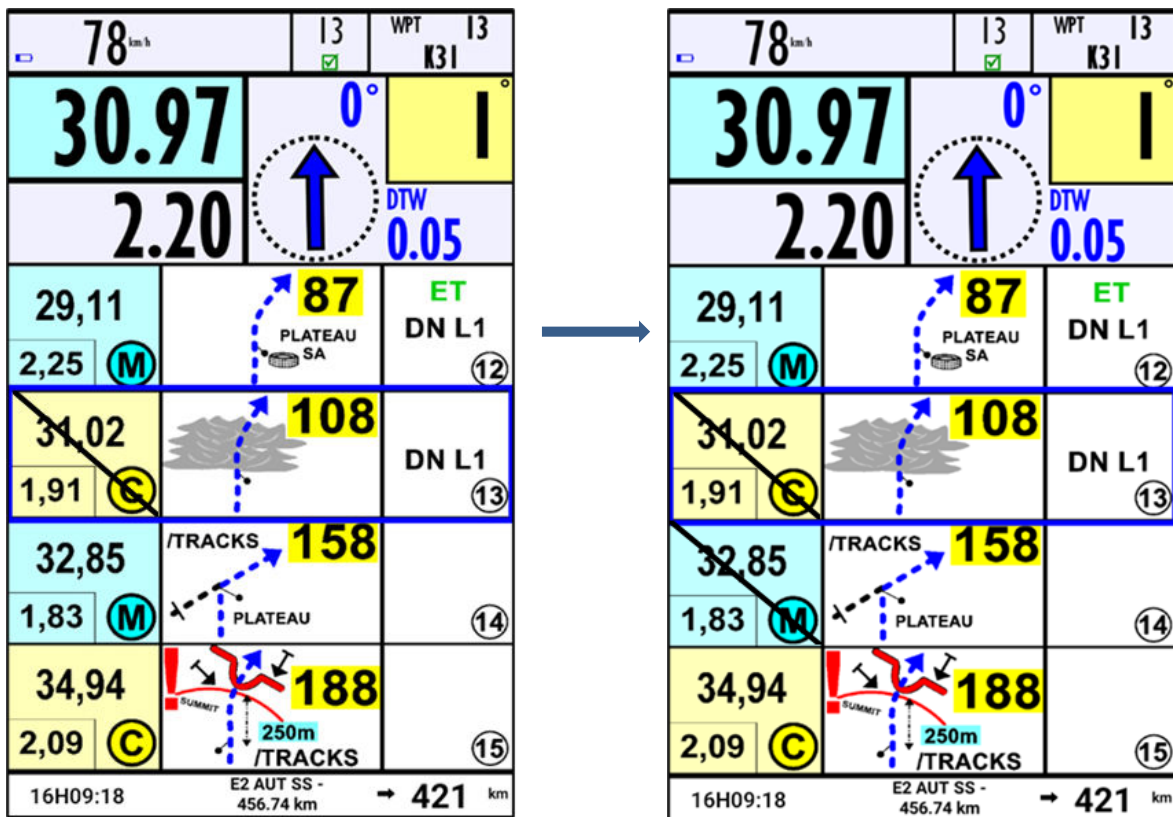 78 km/h 13 WPT 13
K31
30.97 0° 1°
2.20 DTW
0.05
29,11 87 ET
PLATEAU DN L1
SA
2,25 M 12
31,02 108
DN L1
1,91 C 13
32,85 /TRACKS 158
1,83 M PLATEAU 14
34,94 188
SUMMIT
2,09 C 250m 15
/TRACKS
16H09:18 E2 AUT SS - → 421 km
456.74 km
78 km/h 13 WPT 13
K31
30.97 0° 1°
2.20 DTW
0.05
29,11 87 ET
PLATEAU DN L1
SA
2,25 M 12
31,02 108
DN L1
1,91 C 13
32,85 /TRACKS 158
1,83 M PLATEAU 14
34,94 188
SUMMIT
2,09 C 250m 15
/TRACKS
16H09:18 E2 AUT SS - → 421 km
456.74 km